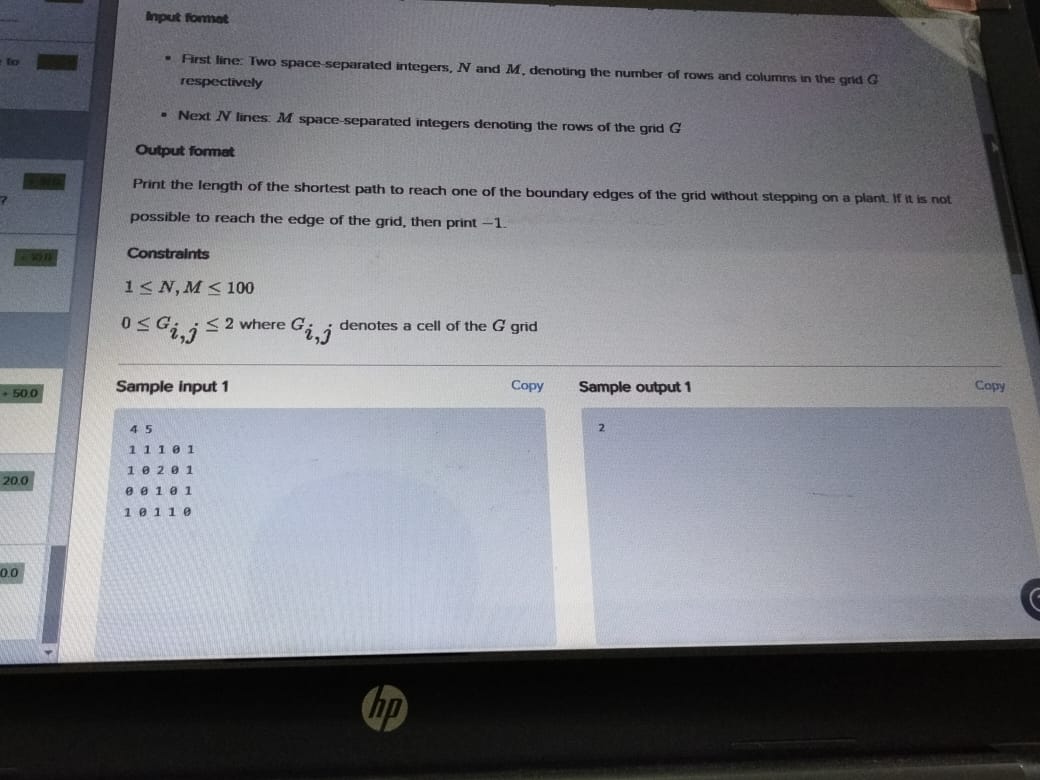 Input format
• First line: Two space-separated integers, N and M, denoting the number of rows and columns in the grid G
respectively
• Next N lines: M space-separated integers denoting the rows of the grid G
Output format
Print the length of the shortest path to reach one of the boundary edges of the grid without stepping on a plant. If it is not
possible to reach the edge of the grid, then print −1.
Constraints
1 ≤ N, M ≤ 100
0 ≤ G_{i,j} ≤ 2 where G_{i,j} denotes a cell of the G grid
Sample input 1
Copy
4 5
1 1 1 0 1
1 0 2 0 1
0 0 1 0 1
1 0 1 1 0
Sample output 1
Copy
2
to
?
+ 50.0
20.0
0.0
hp